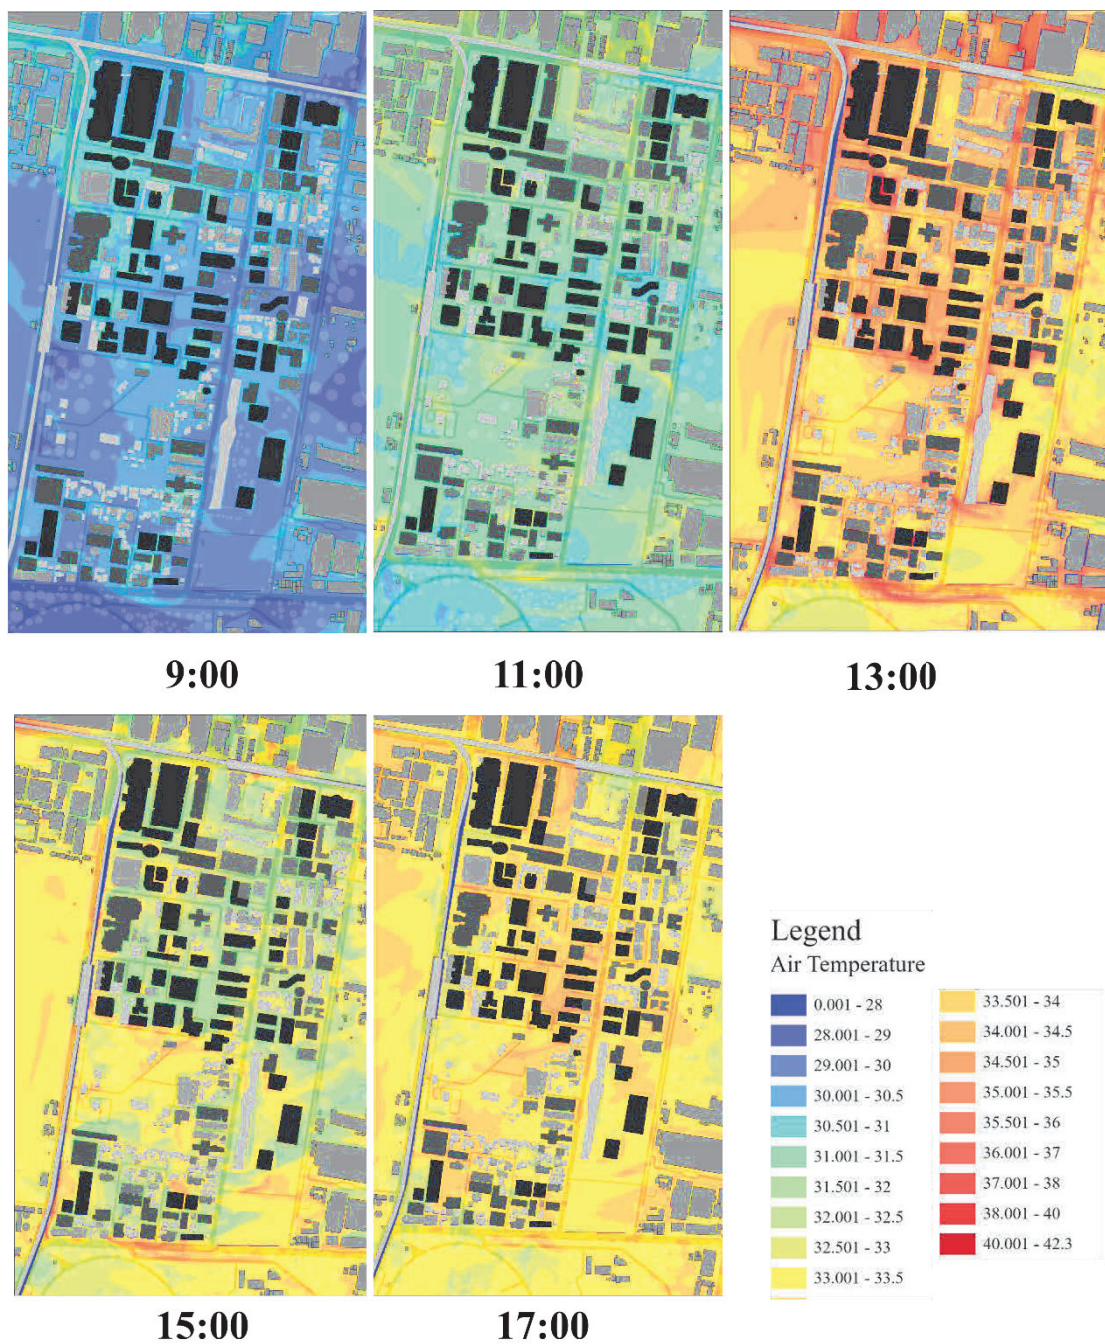 9:00
11:00
13:00
15:00
17:00
Legend
Air Temperature
0.001 - 28
28.001 - 29
29.001 - 30
30.001 - 30.5
30.501 - 31
31.001 - 31.5
31.501 - 32
32.001 - 32.5
32.501 - 33
33.001 - 33.5
33.501 - 34
34.001 - 34.5
34.501 - 35
35.001 - 35.5
35.501 - 36
36.001 - 37
37.001 - 38
38.001 - 40
40.001 - 42.3